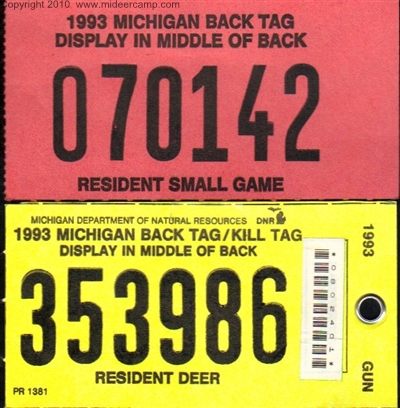 copyright 2010. www.mideercamp.com
1993 MICHIGAN BACK TAG
DISPLAY IN MIDDLE OF BACK
070142
RESIDENT SMALL GAME
MICHIGAN DEPARTMENT OF NATURAL RESOURCES DNR
1993 MICHIGAN BACK TAG/KILL TAG
DISPLAY IN MIDDLE OF BACK
353986
RESIDENT DEER
PR 1381
1993
GUN